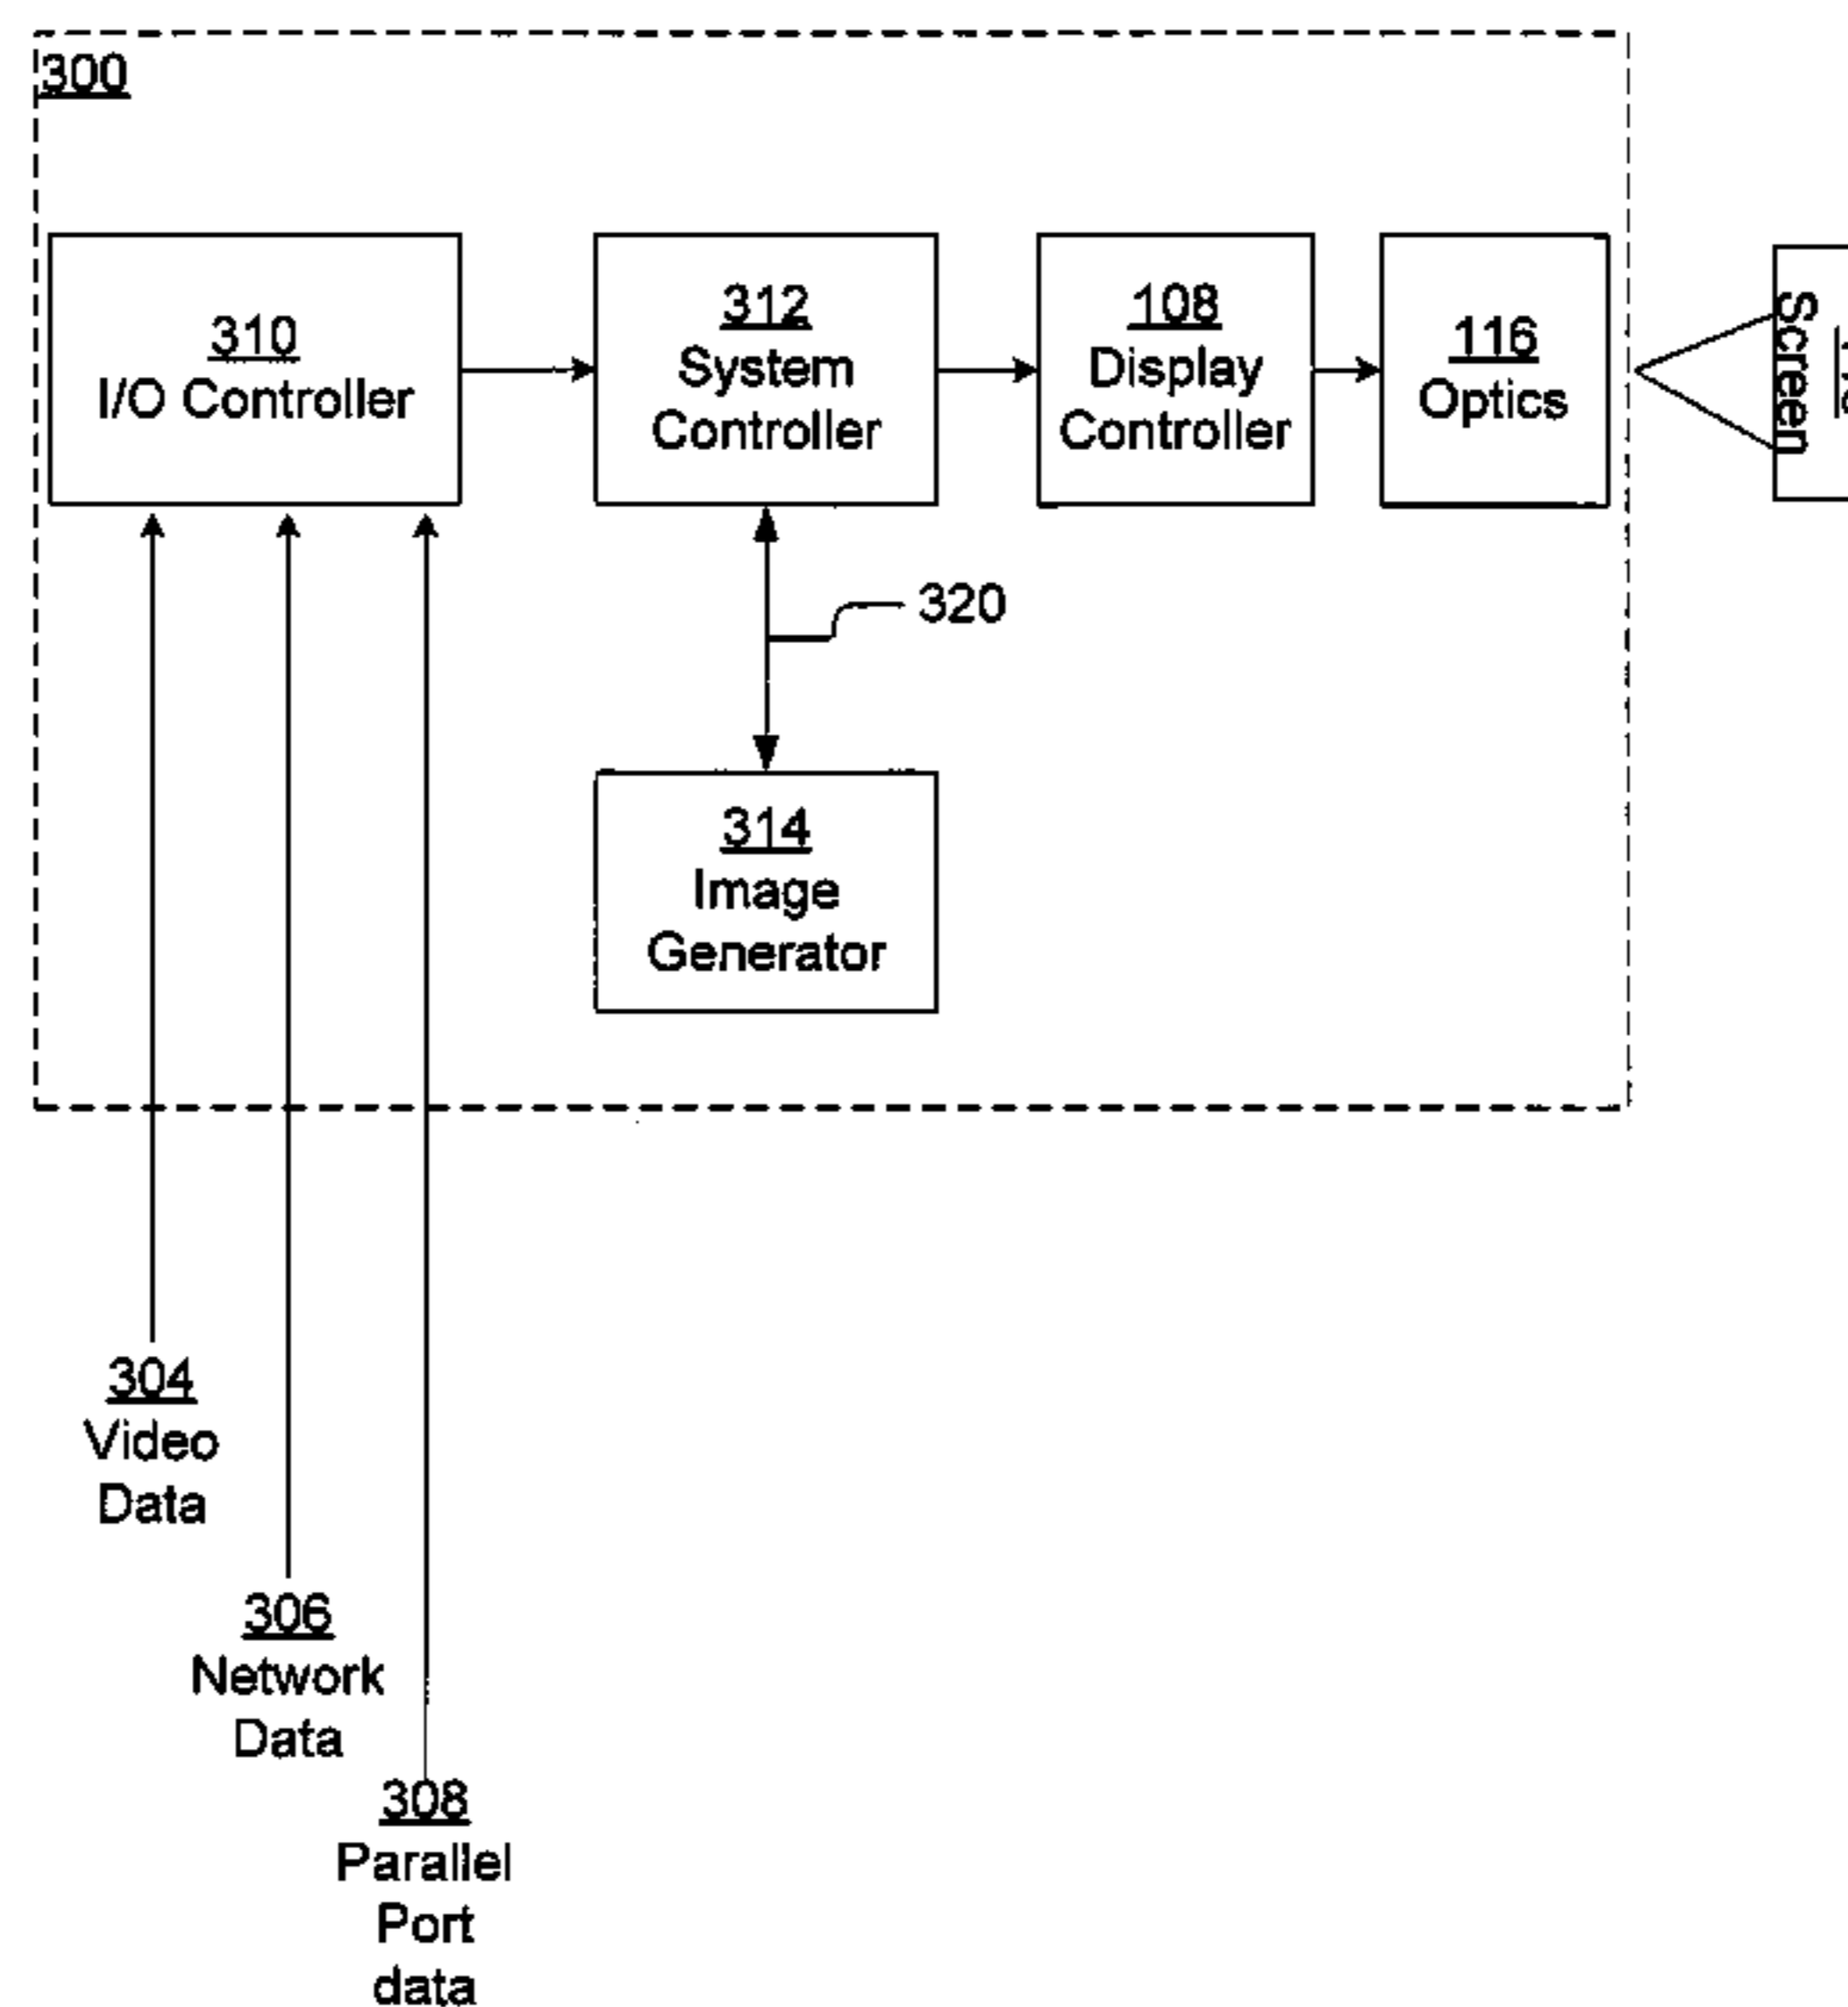 300
310
I/O Controller
312
System
Controller
108
Display
Controller
116
Optics
Screen
320
314
Image
Generator
304
Video
Data
306
Network
Data
308
Parallel
Port
data